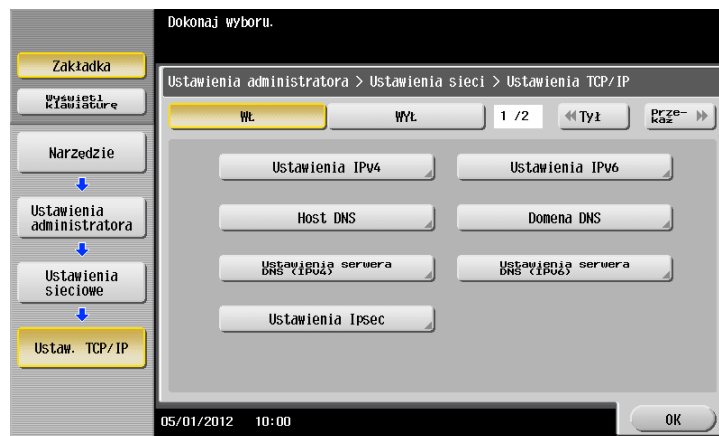 Dokonaj wyboru.
Zakładka
Wyświetl
klawiaturę
Ustawienia administratora > Ustawienia sieci > Ustawienia TCP/IP
WŁ
WYŁ
1 /2
Tył
Prze-
każ
Narzędzie
Ustawienia IPv4
Ustawienia IPv6
Ustawienia
administratora
Host DNS
Domena DNS
Ustawienia serwera
DNS (IPv4)
Ustawienia serwera
DNS (IPv6)
Ustawienia
sieciowe
Ustawienia Ipsec
Ustaw. TCP/IP
05/01/2012 10:00
OK